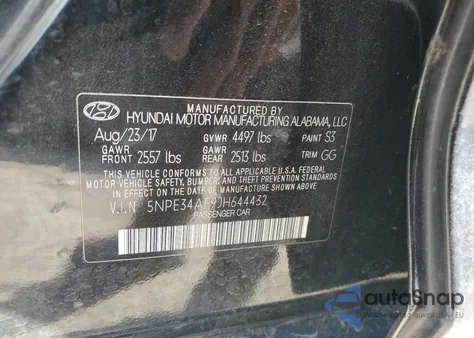 MANUFACTURED BY
HYUNDAI MOTOR MANUFACTURING ALABAMA, LLC
Aug/23/17 GVWR 4497 lbs PAINT S3
GAWR FRONT 2557 lbs GAWR REAR 2513 lbs TRIM GG
THIS VEHICLE CONFORMS TO ALL APPLICABLE U.S.A. FEDERAL
MOTOR VEHICLE SAFETY, BUMPER, AND THEFT PREVENTION STANDARDS
IN EFFECT ON THE DATE OF MANUFACTURE SHOWN ABOVE.
V.I.N
PASSENGER CAR
autoSnap